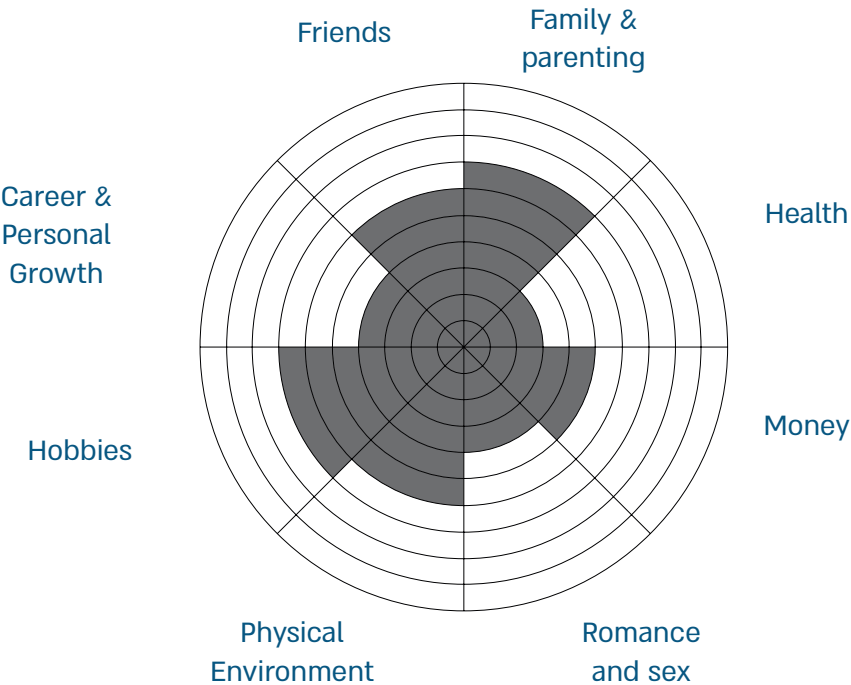 Friends
Family &
parenting
Career &
Personal
Growth
Health
Money
Hobbies
Physical
Environment
Romance
and sex